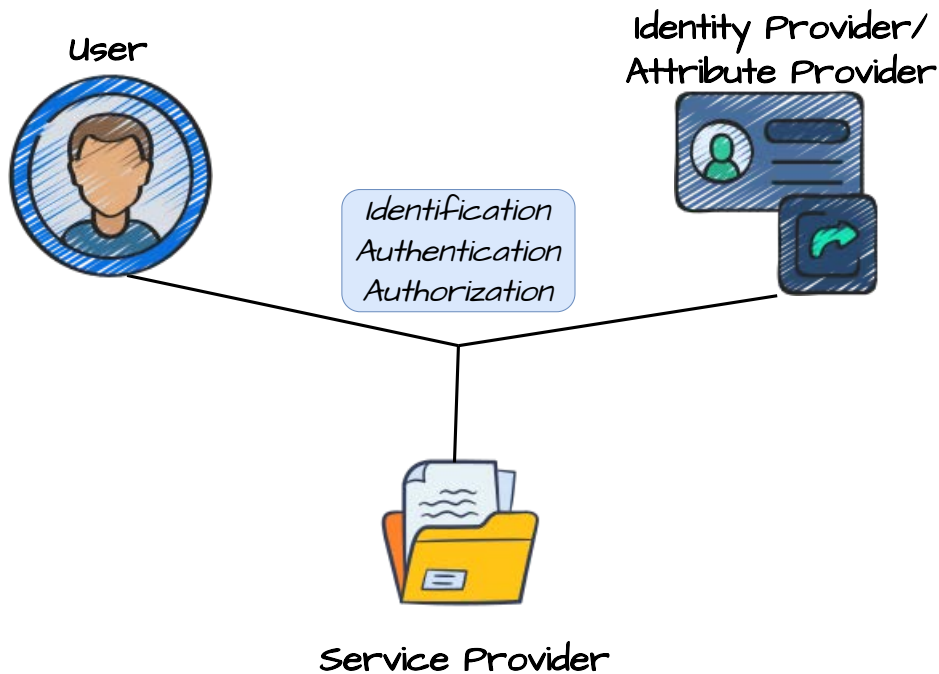 User
Identity Provider/
Attribute Provider
Identification
Authentication
Authorization
Service Provider